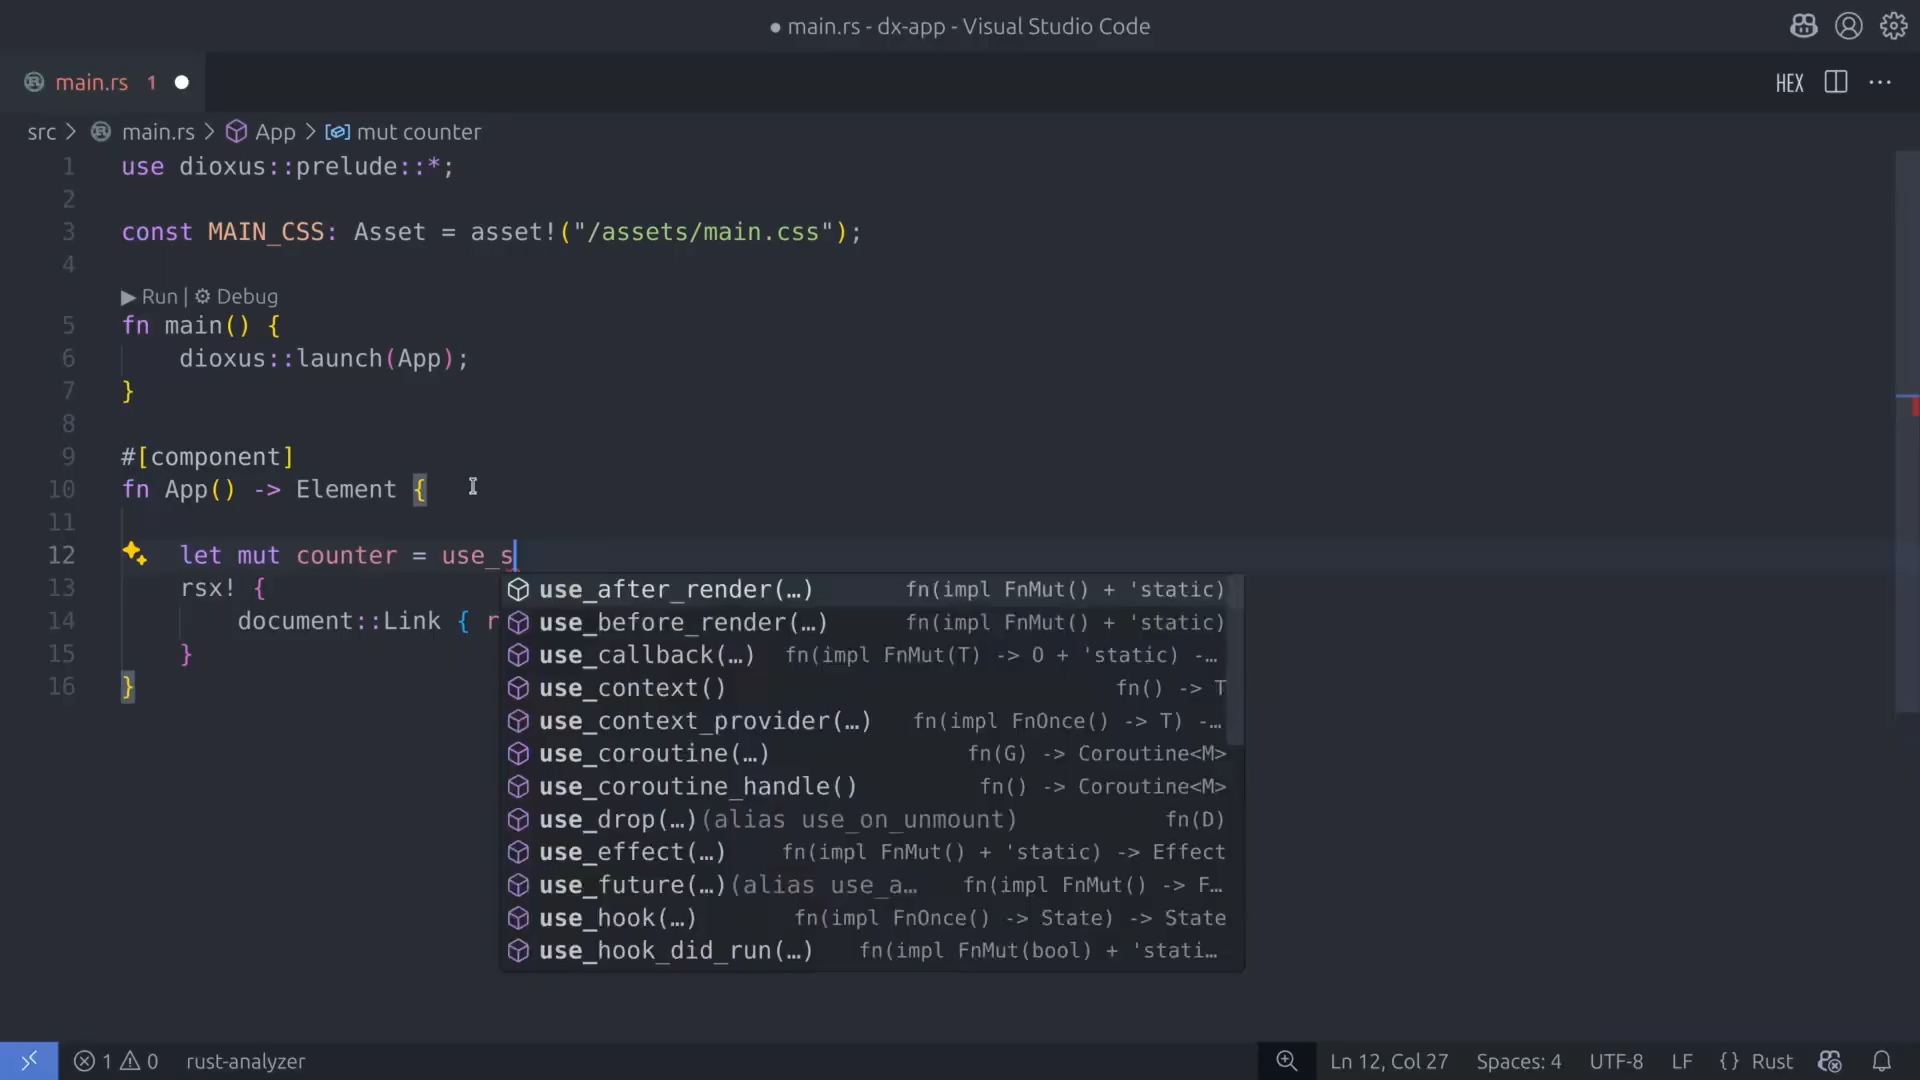 main.rs - dx-app - Visual Studio Code
main.rs 1
HEX
src > main.rs > App > mut counter
1 use dioxus::prelude::*;
2
3 const MAIN_CSS: Asset = asset!("/assets/main.css");
4
Run | Debug
5 fn main() {
6 dioxus::launch(App);
7 }
8
9 #[component]
10 fn App() -> Element {
11
12 let mut counter = use_s
13 rsx! {
14 document::Link { r
15 }
16 }
use_after_render(…) fn(impl FnMut() + 'static)
use_before_render(…) fn(impl FnMut() + 'static)
use_callback(…) fn(impl FnMut(T) -> O + 'static) -…
use_context() fn() -> T
use_context_provider(…) fn(impl FnOnce() -> T) -…
use_coroutine(…) fn(G) -> Coroutine<M>
use_coroutine_handle() fn() -> Coroutine<M>
use_drop(…)(alias use_on_unmount) fn(D)
use_effect(…) fn(impl FnMut() + 'static) -> Effect
use_future(…)(alias use_a… fn(impl FnMut() -> F…
use_hook(…) fn(impl FnOnce() -> State) -> State
use_hook_did_run(…) fn(impl FnMut(bool) + 'stati…
1 0 rust-analyzer Ln 12, Col 27 Spaces: 4 UTF-8 LF {} Rust